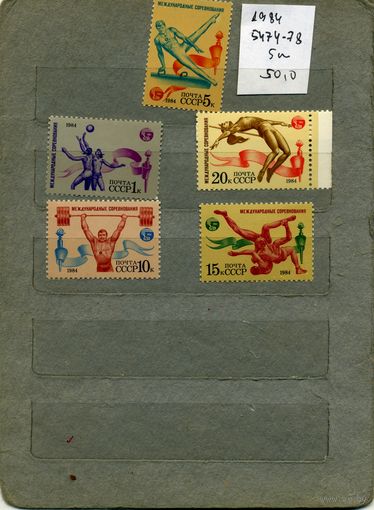 1984
5474-78
5м
50,0
МЕЖДУНАРОДНЫЕ СОРЕВНОВАНИЯ
1984
ПОЧТА
СССР 5К
МЕЖДУНАРОДНЫЕ СОРЕВНОВАНИЯ
1984
ПОЧТА
СССР 1К
МЕЖДУНАРОДНЫЕ СОРЕВНОВАНИЯ
ПОЧТА
20К СССР
1984
МЕЖДУНАРОДНЫЕ СОРЕВНОВАНИЯ
1984
ПОЧТА
СССР 10К
МЕЖДУНАРОДНЫЕ СОРЕВНОВАНИЯ
ПОЧТА
15К СССР
1984